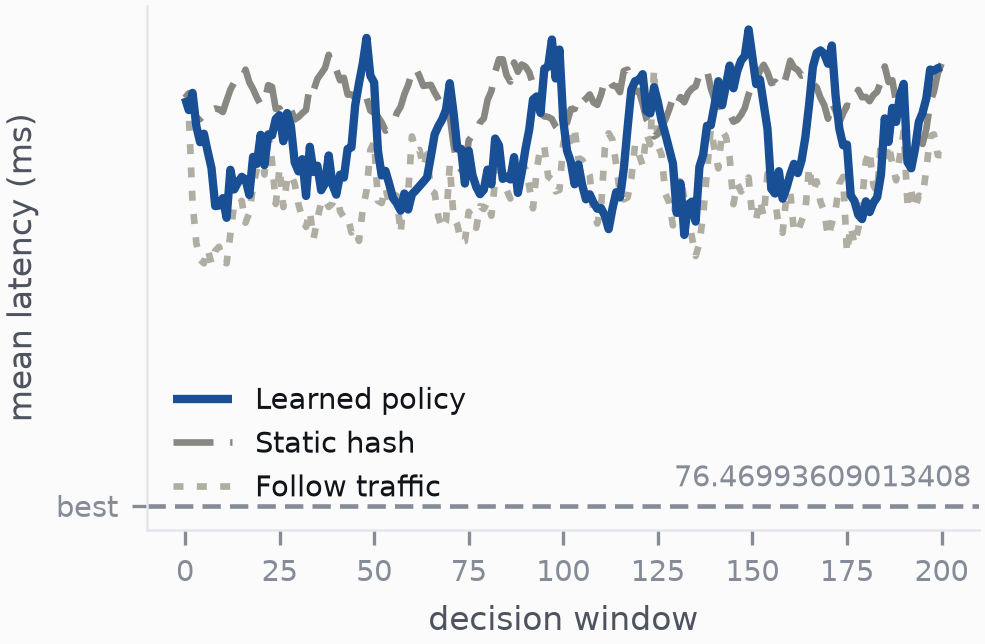 mean latency (ms)
Learned policy
Static hash
Follow traffic
76.46993609013408
best
0 25 50 75 100 125 150 175 200
decision window